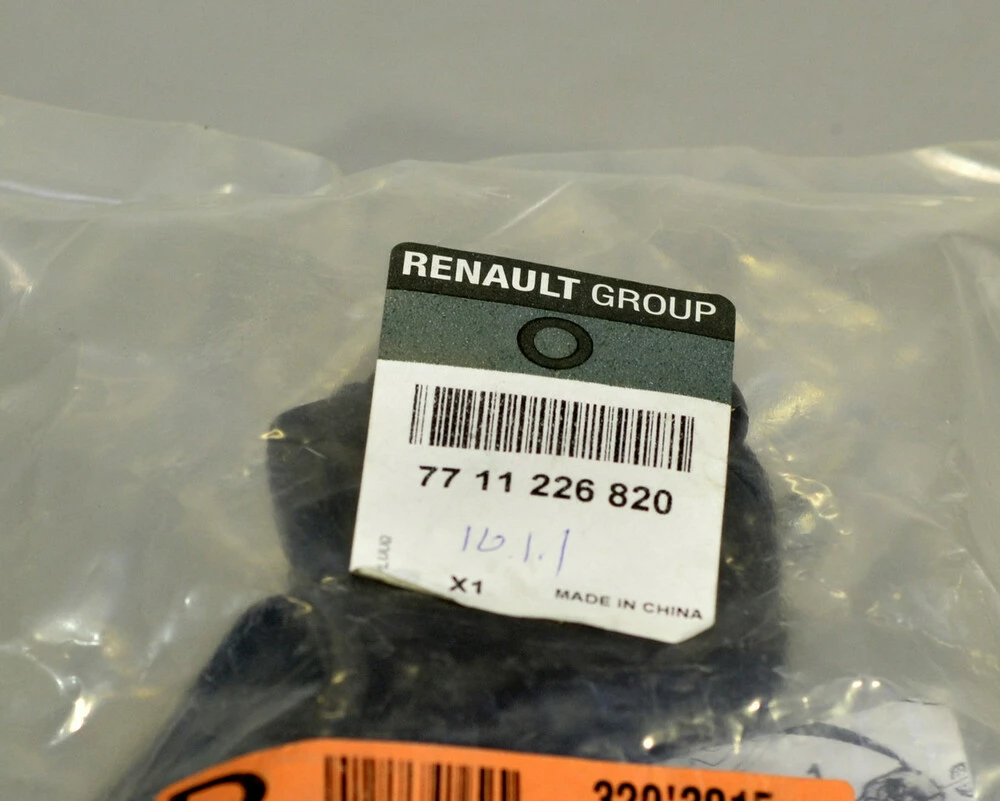 RENAULT GROUP
77 11 226 820
10.1.1
X1
MADE IN CHINA